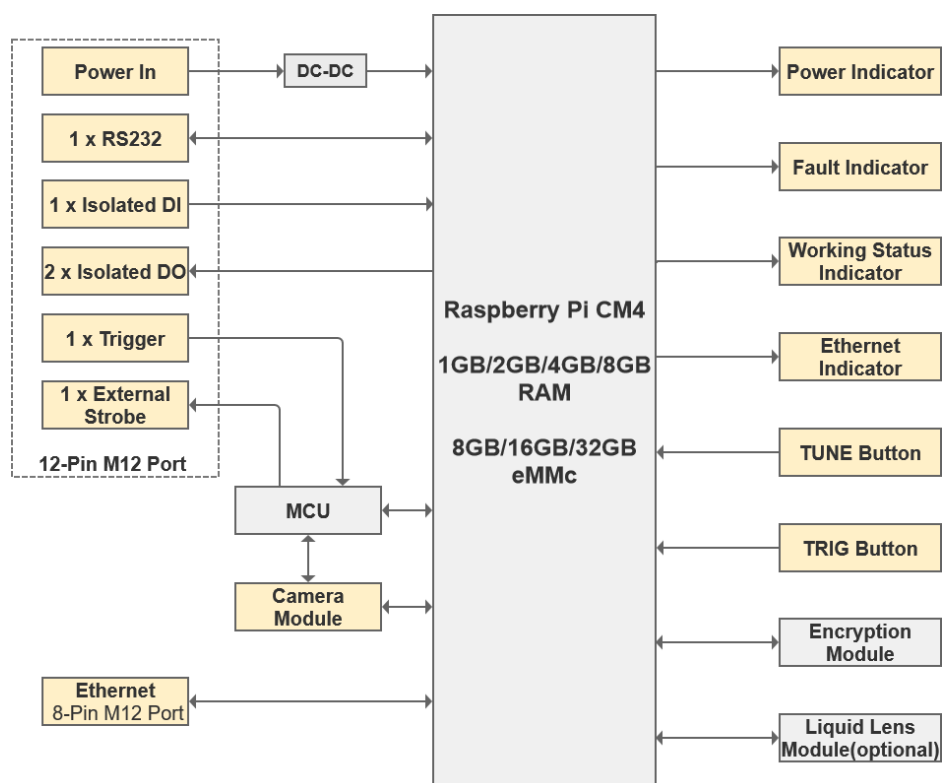 Power In
DC-DC
1 x RS232
1 x Isolated DI
2 x Isolated DO
1 x Trigger
1 x External
Strobe
12-Pin M12 Port
MCU
Camera
Module
Ethernet
8-Pin M12 Port
Raspberry Pi CM4
1GB/2GB/4GB/8GB
RAM
8GB/16GB/32GB
eMMc
Power Indicator
Fault Indicator
Working Status
Indicator
Ethernet
Indicator
TUNE Button
TRIG Button
Encryption
Module
Liquid Lens
Module(optional)